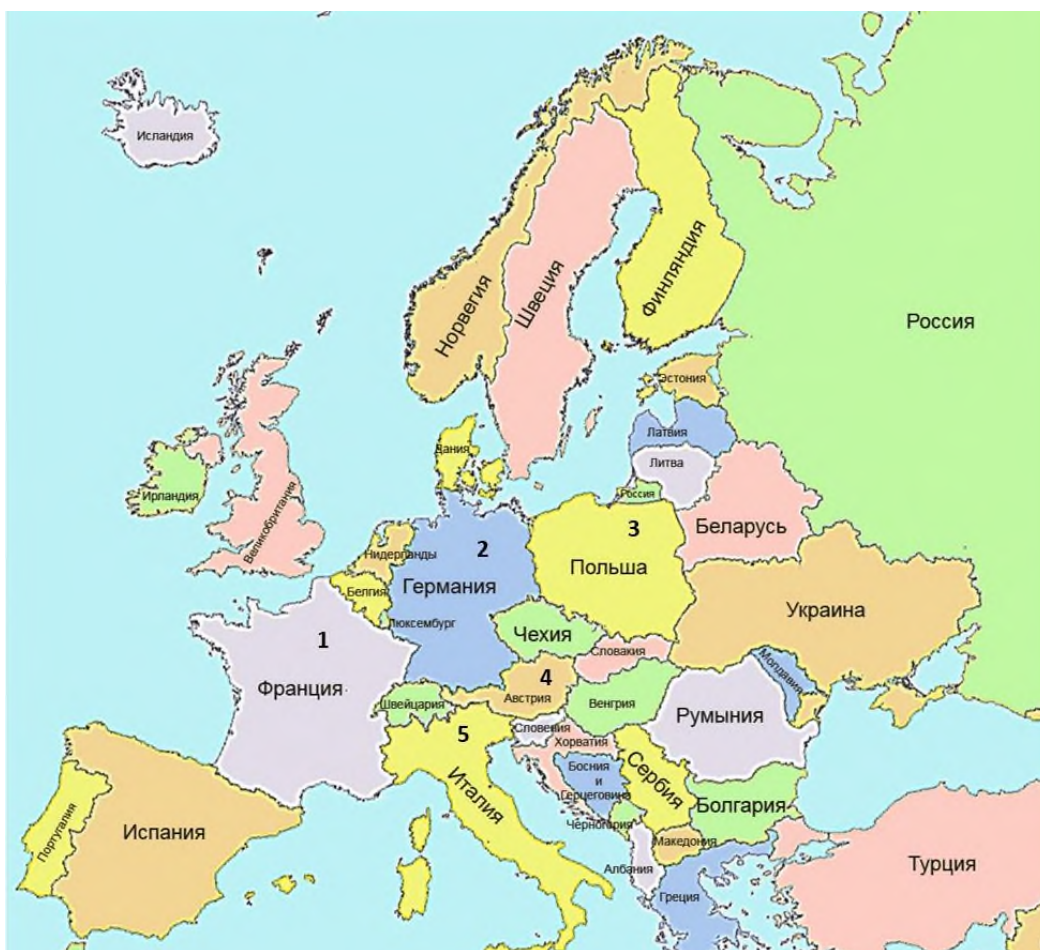 Исландия
Норвегия
Швеция
Финляндия
Россия
Эстония
Латвия
Литва
Россия
Дания
Ирландия
Великобритания
Беларусь
3
Польша
2
Германия
Нидерланды
Белгия
Люксембург
Украина
1
Франция
Чехия
Словакия
4
Австрия
Швейцария
Венгрия
Молдавия
Румыния
5
Италия
Словения
Хорватия
Босния
и
Герцеговина
Сербия
Болгария
Черногория
Македония
Албания
Греция
Турция
Португалия
Испания